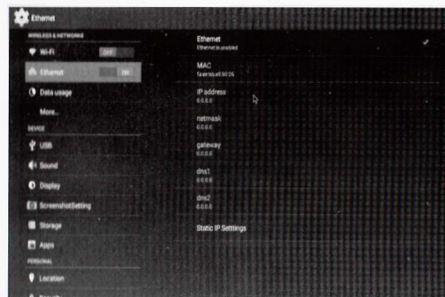 Ethernet
WIRELESS & NETWORKS
Wi-Fi
OFF
Ethernet
ON
Data usage
More...
DEVICE
USB
Sound
Display
ScreenshotSetting
Storage
Apps
PERSONAL
Location
Ethernet
Ethernet is enabled
MAC
IP address
0.0.0.0
netmask
0.0.0.0
gateway
0.0.0.0
dns1
0.0.0.0
dns2
0.0.0.0
Static IP Setttings